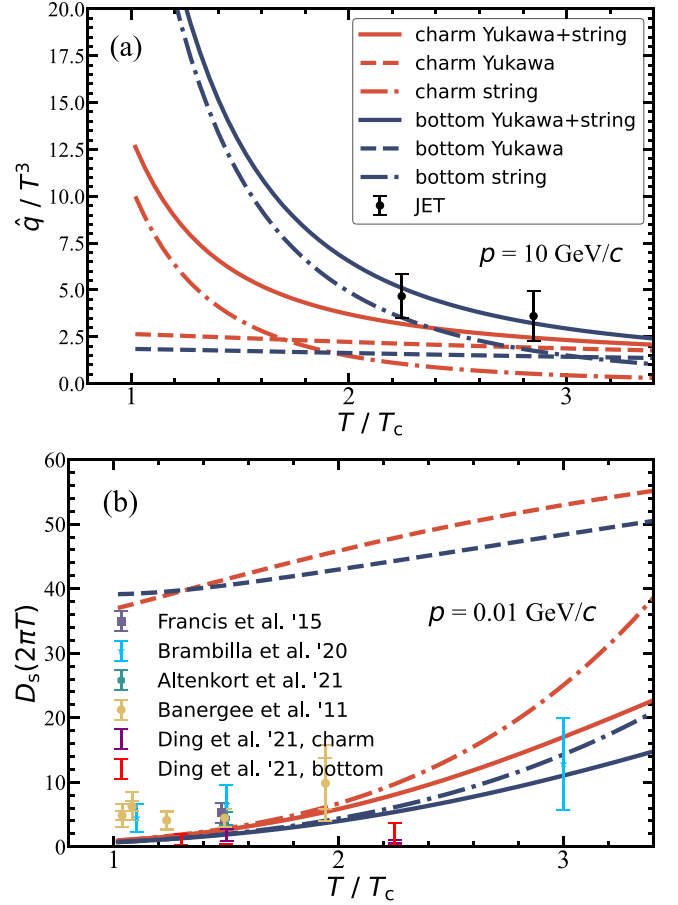 20.0
17.5
15.0
12.5
10.0
7.5
5.0
2.5
0.0
q̂ / T³
(a)
charm Yukawa+string
charm Yukawa
charm string
bottom Yukawa+string
bottom Yukawa
bottom string
JET
p = 10 GeV/c
1 2 3
T / Tc
60
50
40
30
20
10
0
Ds(2πT)
(b)
p = 0.01 GeV/c
Francis et al. '15
Brambilla et al. '20
Altenkort et al. '21
Banergee et al. '11
Ding et al. '21, charm
Ding et al. '21, bottom
1 2 3
T / Tc